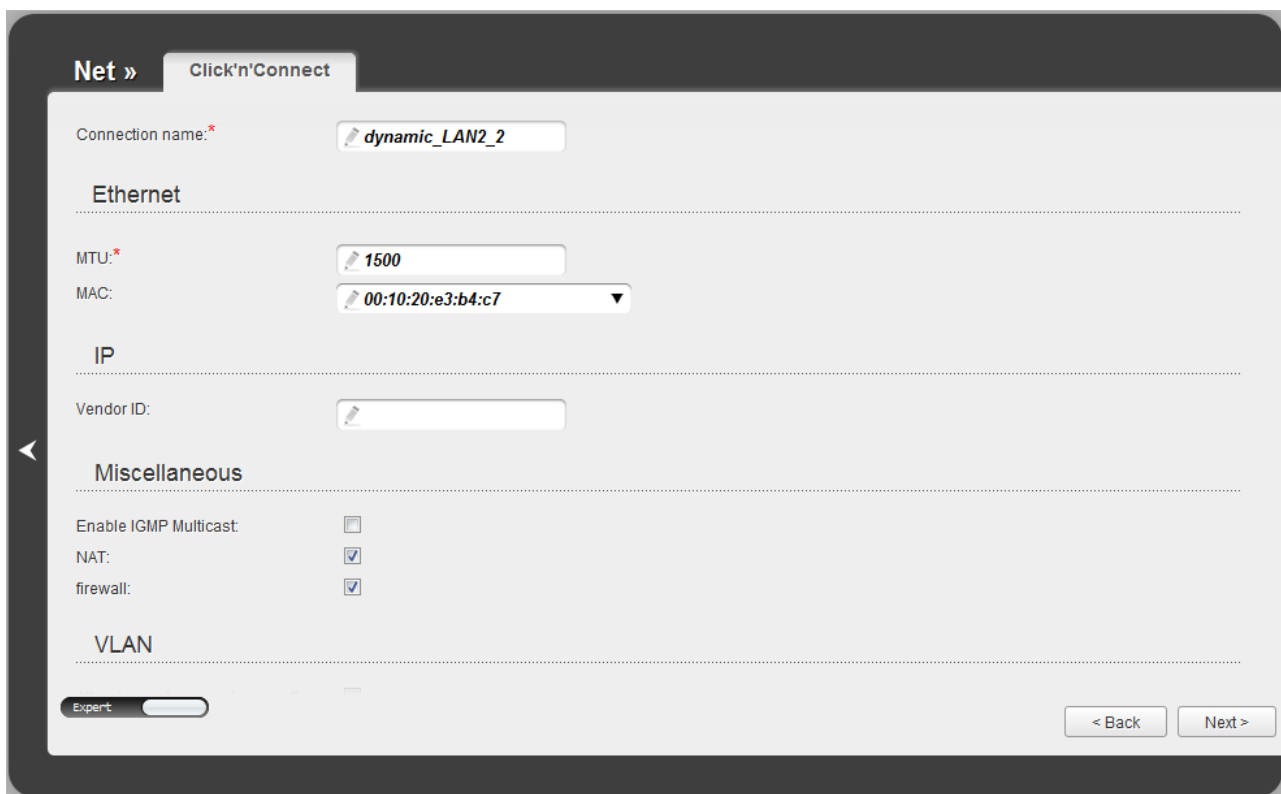 Net » Click'n'Connect
Connection name:* dynamic_LAN2_2
Ethernet
MTU:* 1500
MAC: 00:10:20:e3:b4:c7
IP
Vendor ID:
Miscellaneous
Enable IGMP Multicast:
NAT:
firewall:
VLAN
Expert
< Back Next >